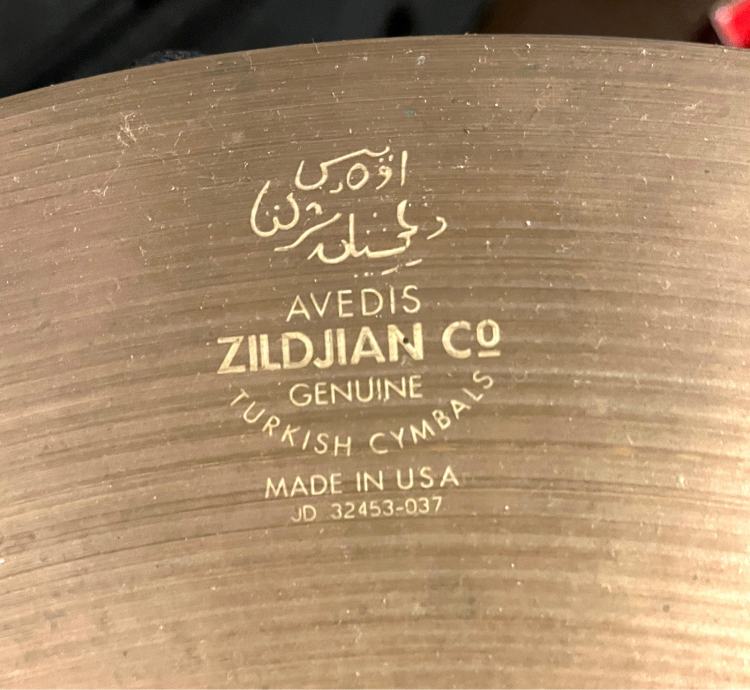 AVEDIS
ZILDJIAN Cº
GENUINE
TURKISH CYMBALS
MADE IN USA
JD 32453-037